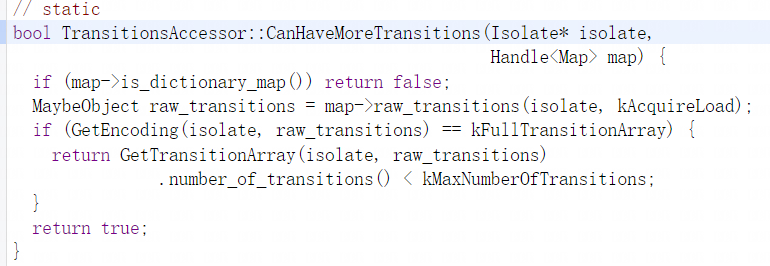 // static
bool TransitionsAccessor::CanHaveMoreTransitions(Isolate* isolate,
                                                 Handle<Map> map) {
  if (map->is_dictionary_map()) return false;
  MaybeObject raw_transitions = map->raw_transitions(isolate, kAcquireLoad);
  if (GetEncoding(isolate, raw_transitions) == kFullTransitionArray) {
    return GetTransitionArray(isolate, raw_transitions)
               .number_of_transitions() < kMaxNumberOfTransitions;
  }
  return true;
}